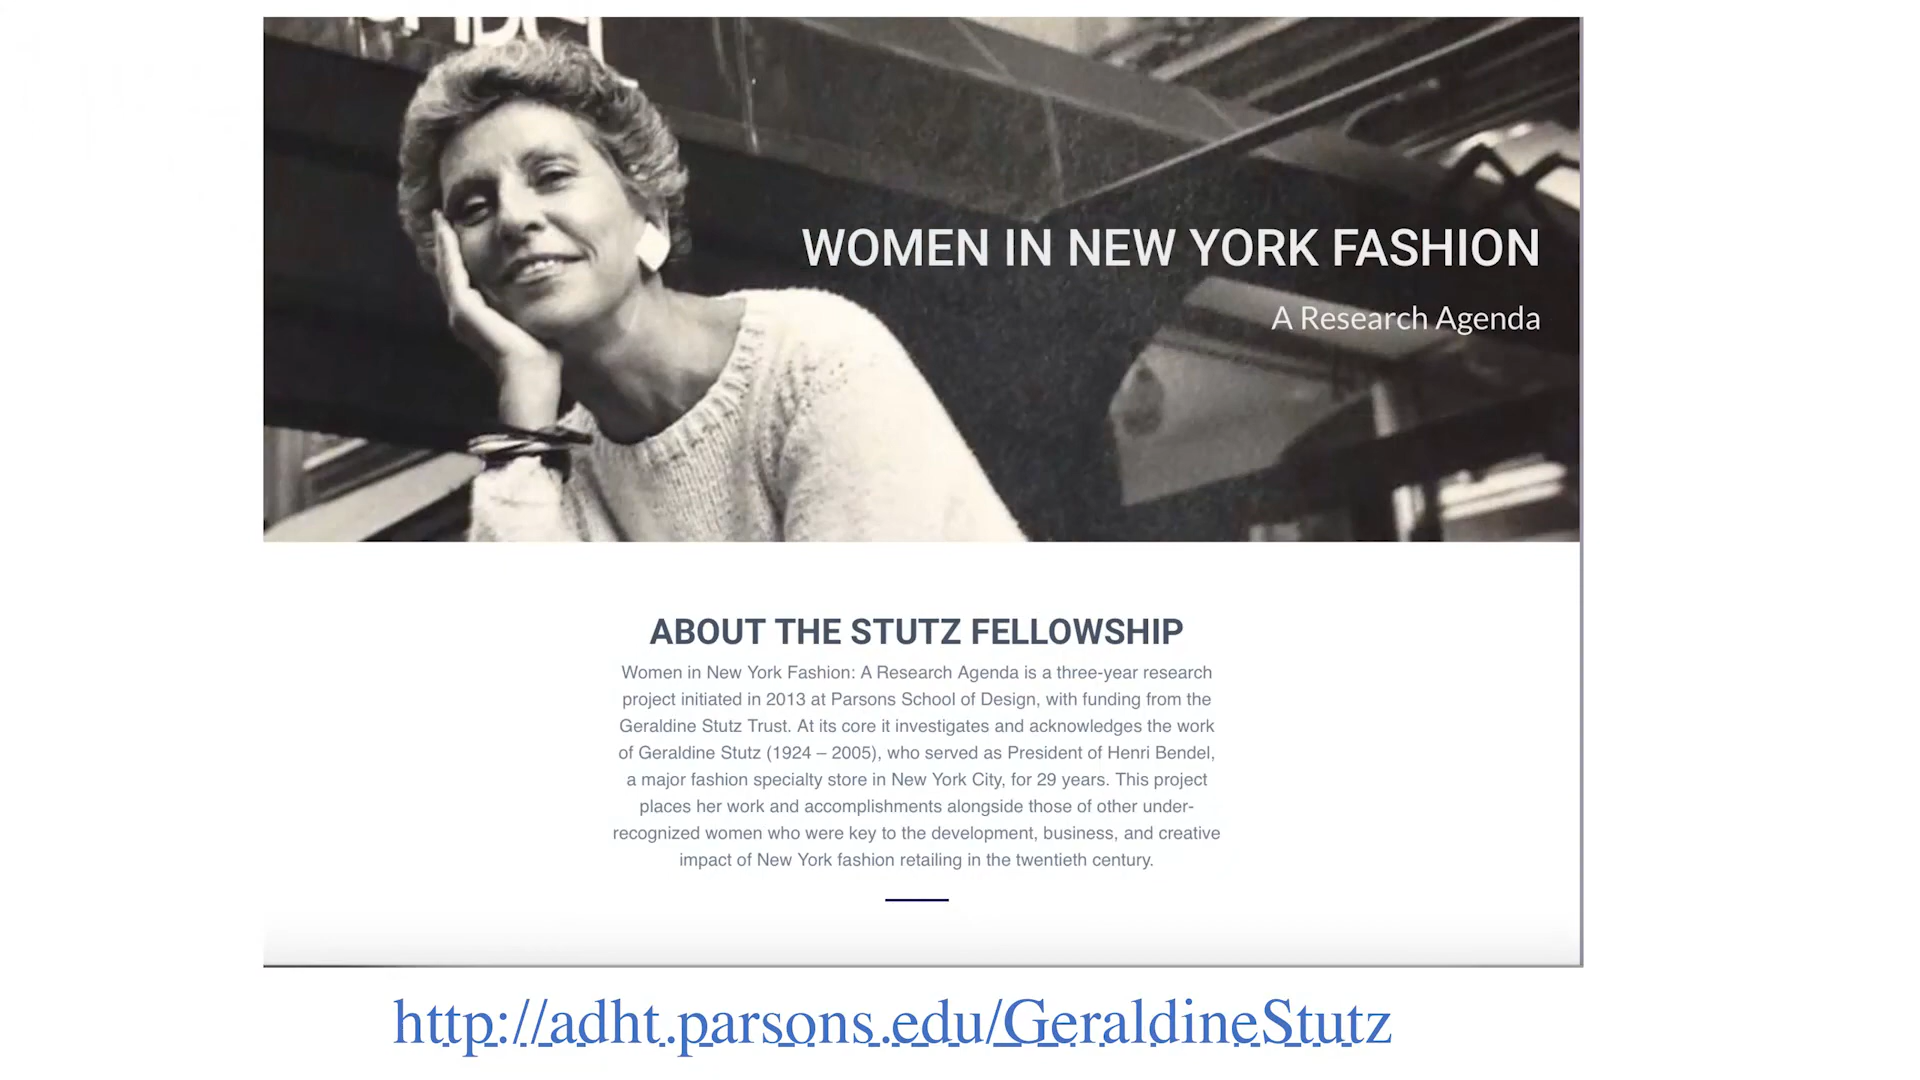 WOMEN IN NEW YORK FASHION
A Research Agenda
ABOUT THE STUTZ FELLOWSHIP
Women in New York Fashion: A Research Agenda is a three-year research
project initiated in 2013 at Parsons School of Design, with funding from the
Geraldine Stutz Trust. At its core it investigates and acknowledges the work
of Geraldine Stutz (1924 – 2005), who served as President of Henri Bendel,
a major fashion specialty store in New York City, for 29 years. This project
places her work and accomplishments alongside those of other under-
recognized women who were key to the development, business, and creative
impact of New York fashion retailing in the twentieth century.
http://adht.parsons.edu/GeraldineStutz